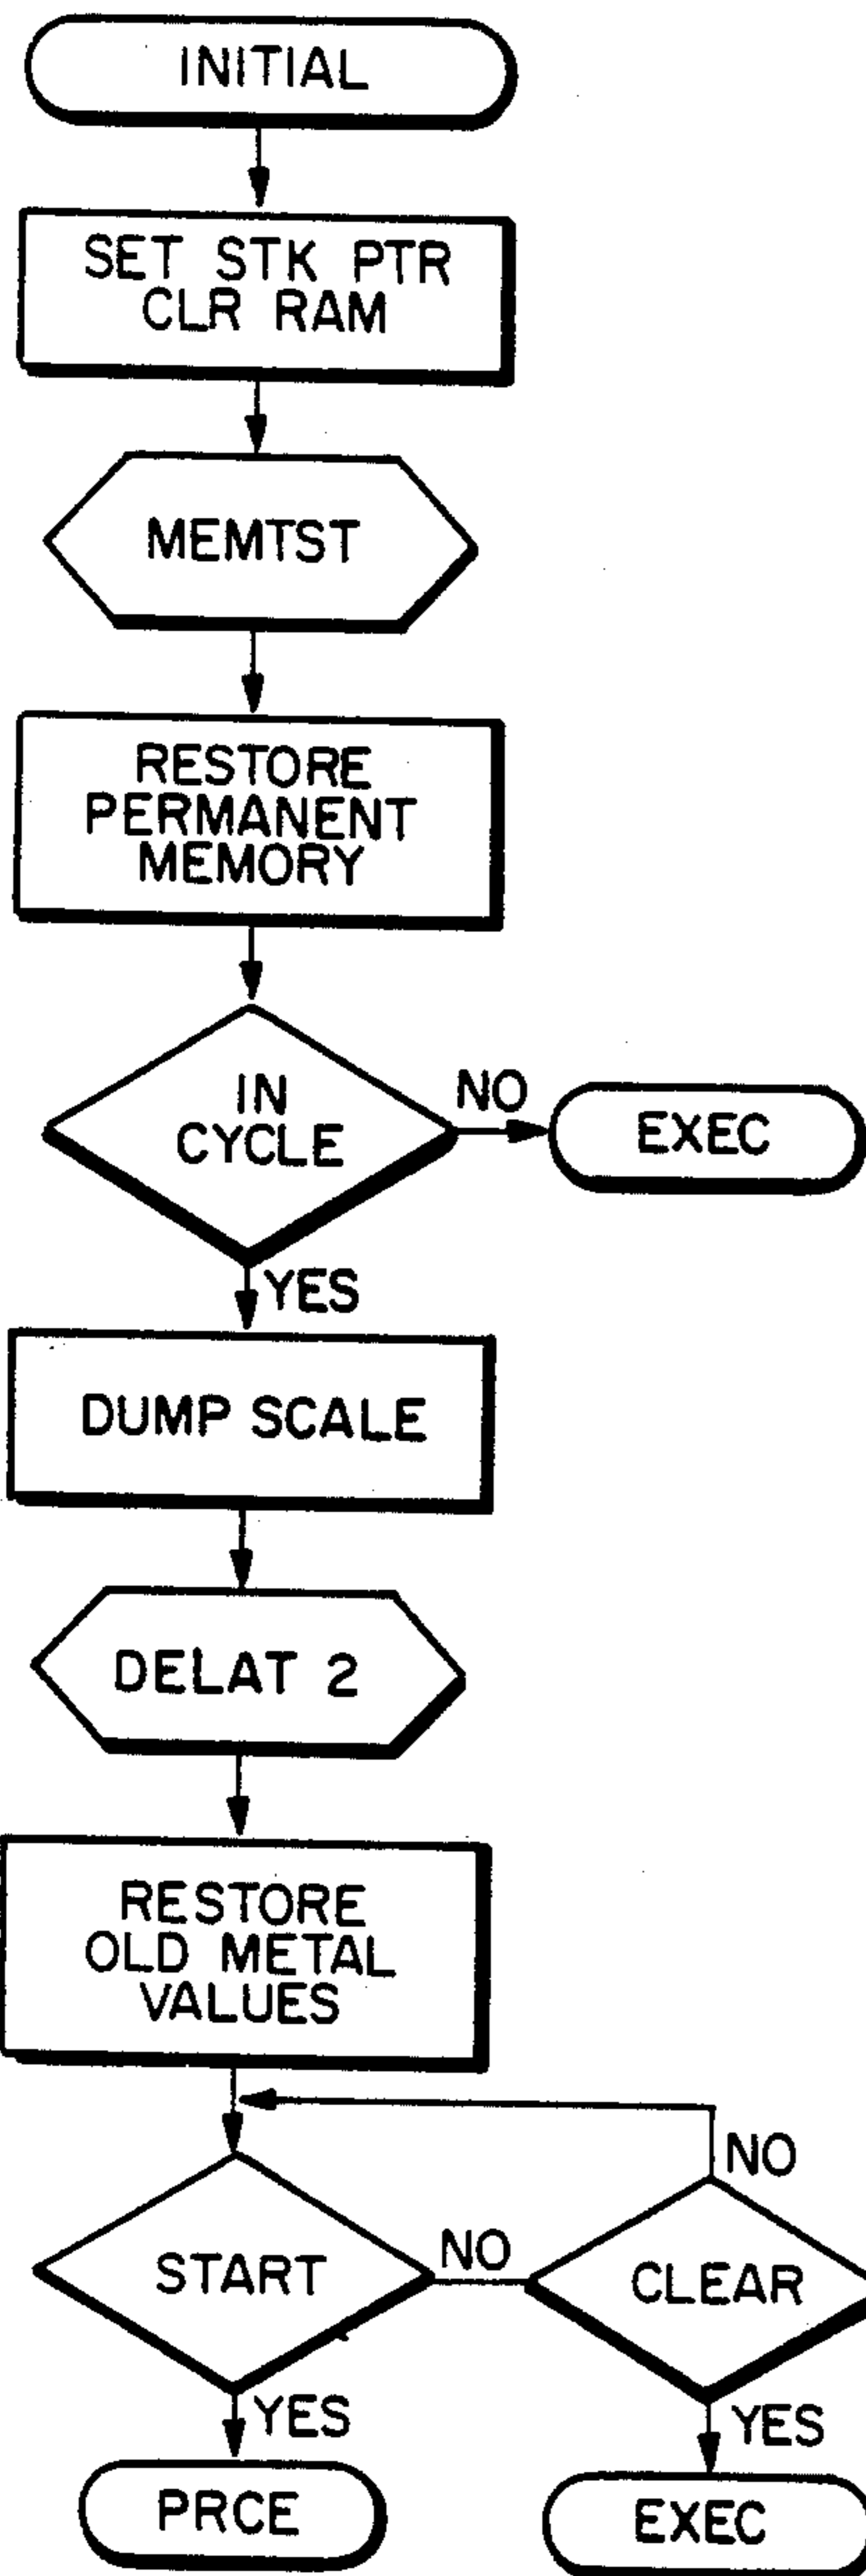 INITIAL
SET STK PTR
CLR RAM
MEMTST
RESTORE
PERMANENT
MEMORY
IN
CYCLE
NO
EXEC
YES
DUMP SCALE
DELAT 2
RESTORE
OLD METAL
VALUES
NO
START
NO
CLEAR
YES
YES
PRCE
EXEC